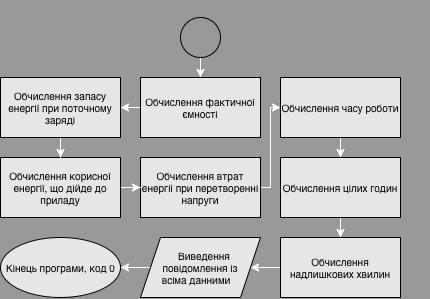 Обчислення фактичної
ємності
Обчислення запасу
енергії при поточному
заряді
Обчислення корисної
енергії, що дійде до
приладу
Обчислення втрат
енергії при перетворенні
напруги
Обчислення часу роботи
Обчислення цілих годин
Обчислення
надлишкових хвилин
Виведення
повідомлення із
всіма данними
Кінець програми, код 0